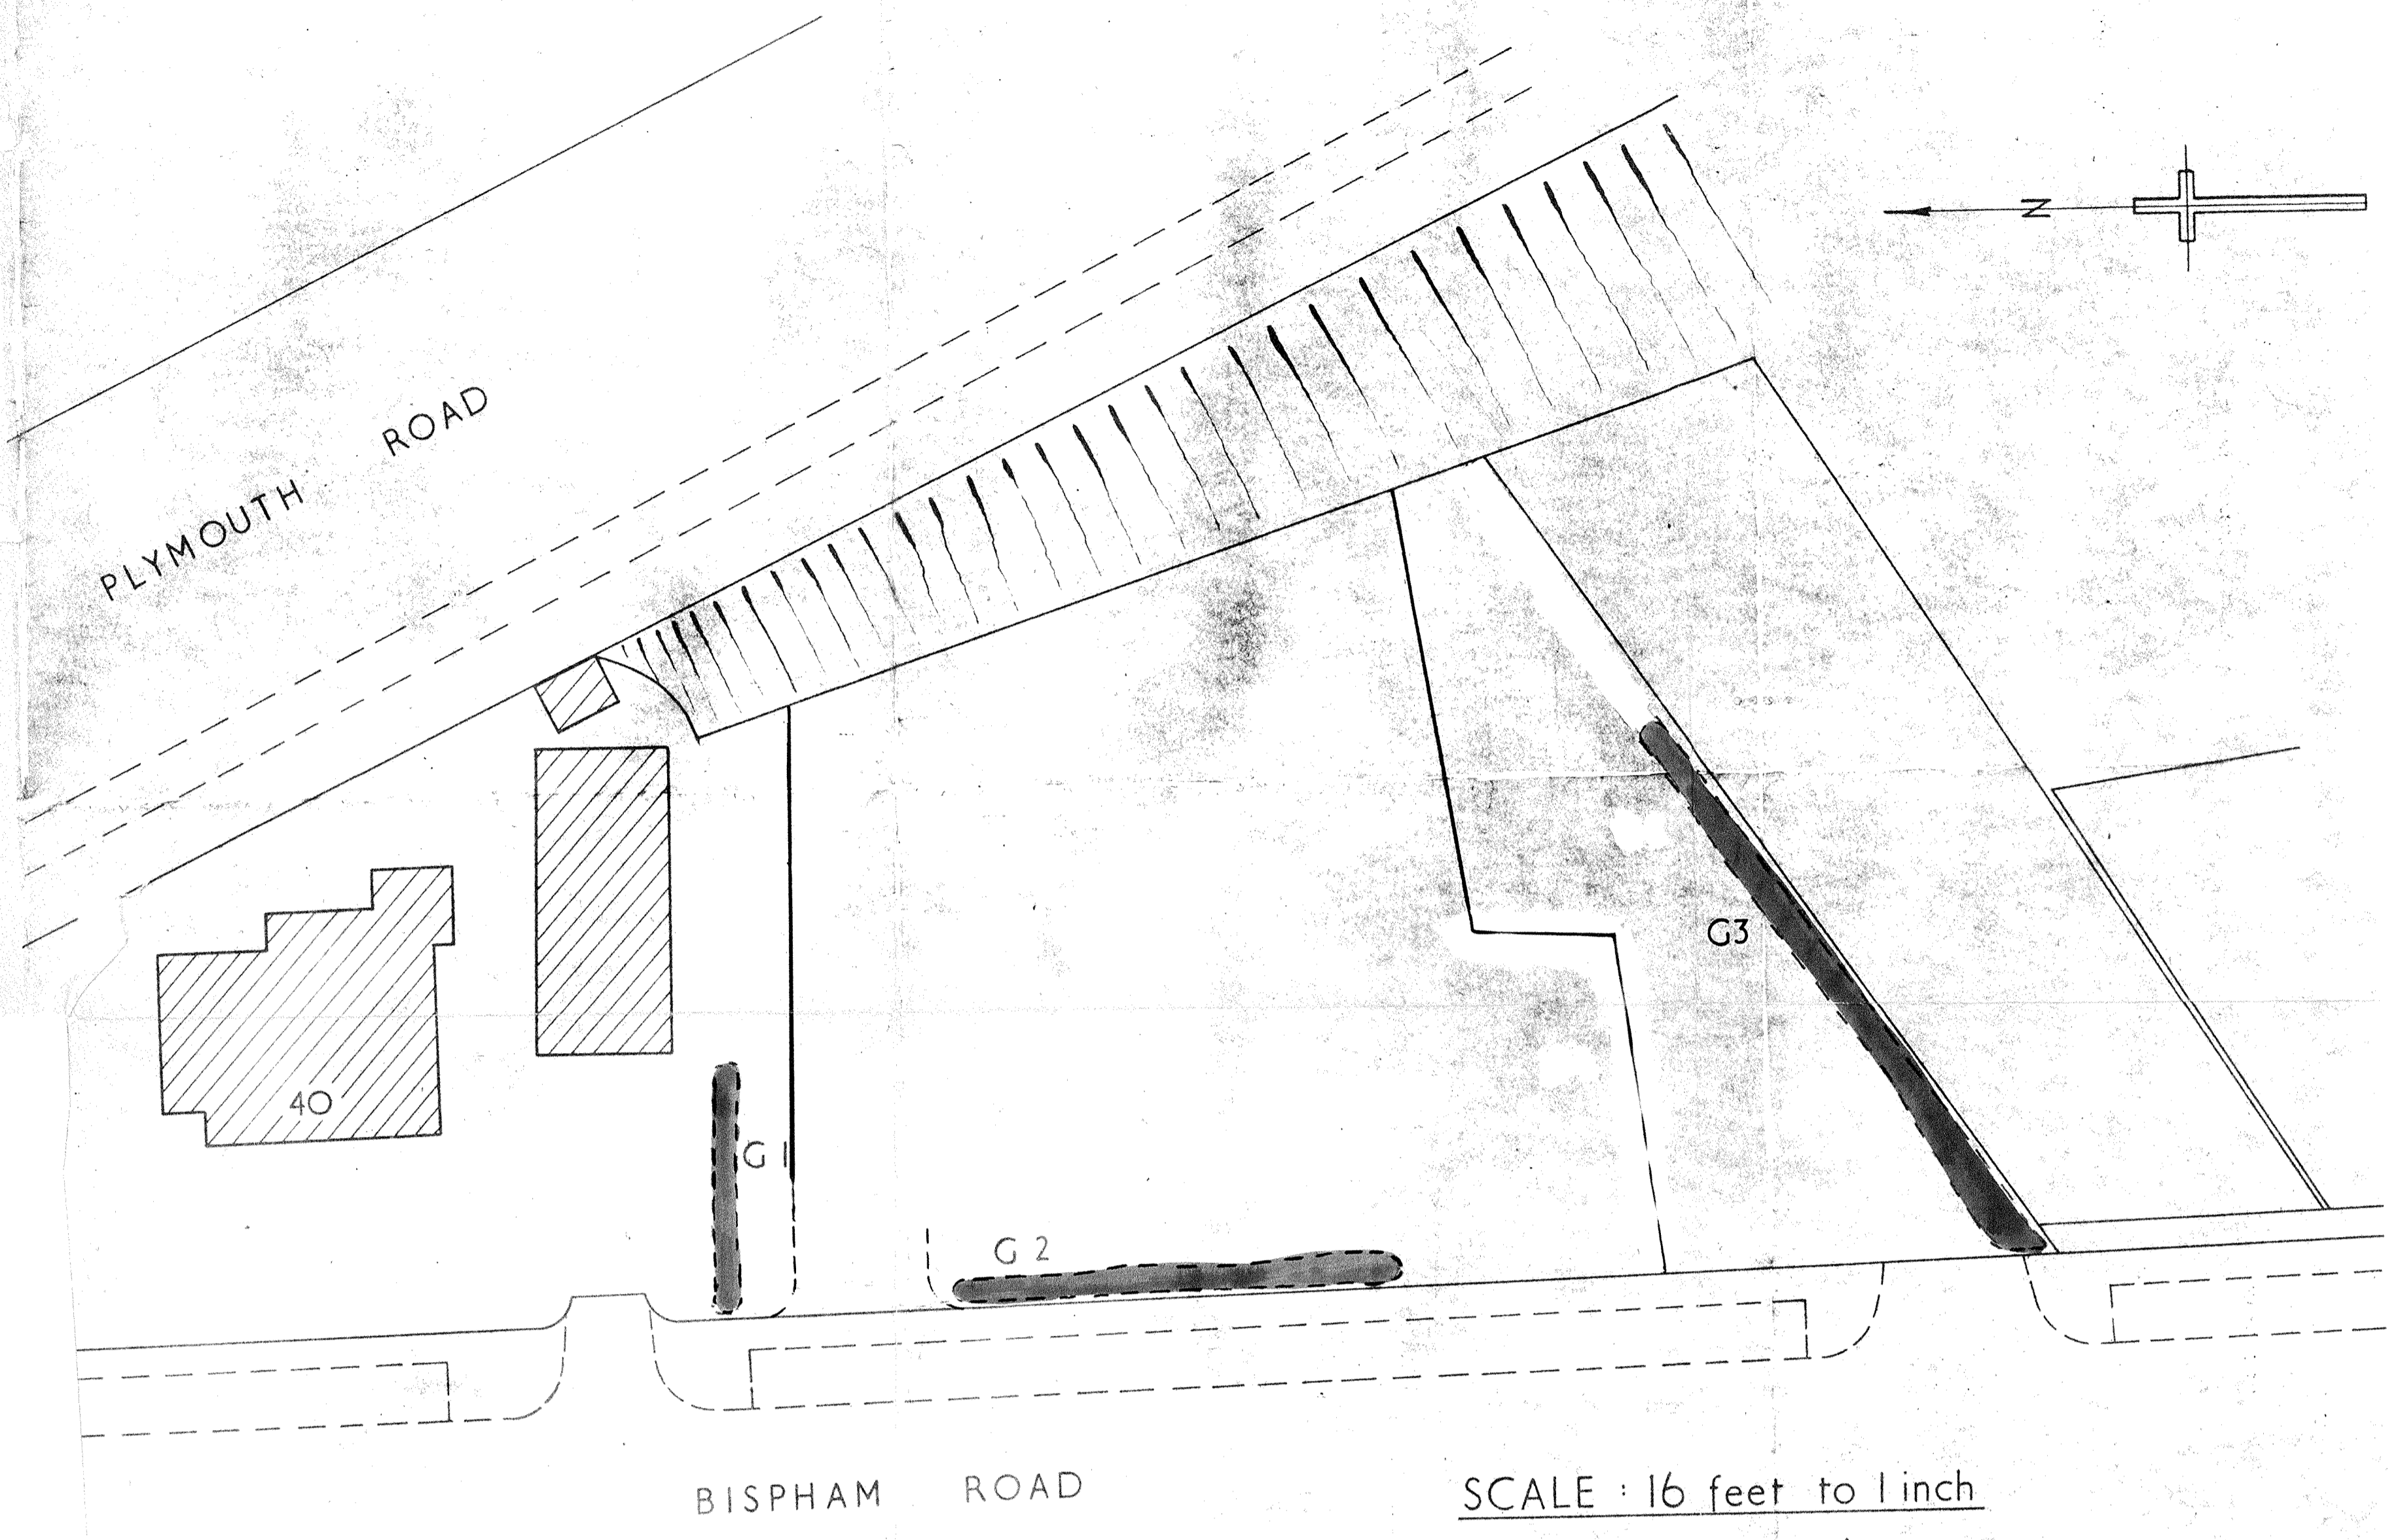 PLYMOUTH ROAD
N
40
G 1
G 2
G3
BISPHAM ROAD
SCALE : 16 feet to 1 inch